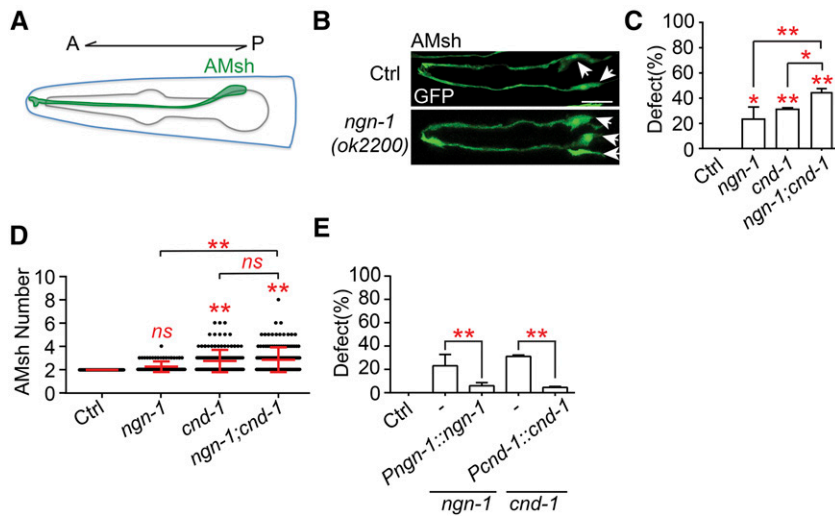 A
A
P
AMsh
B
AMsh
Ctrl
GFP
ngn-1
(ok2200)
C
Defect(%)
100
80
60
40
20
0
*
**
**
**
*
Ctrl
ngn-1
cnd-1
ngn-1;cnd-1
D
AMsh Number
10
8
6
4
2
0
ns
**
**
**
ns
Ctrl
ngn-1
cnd-1
ngn-1;cnd-1
E
Defect(%)
100
80
60
40
20
0
**
**
Ctrl
-
Pngn-1::ngn-1
-
Pcnd-1::cnd-1
ngn-1
cnd-1